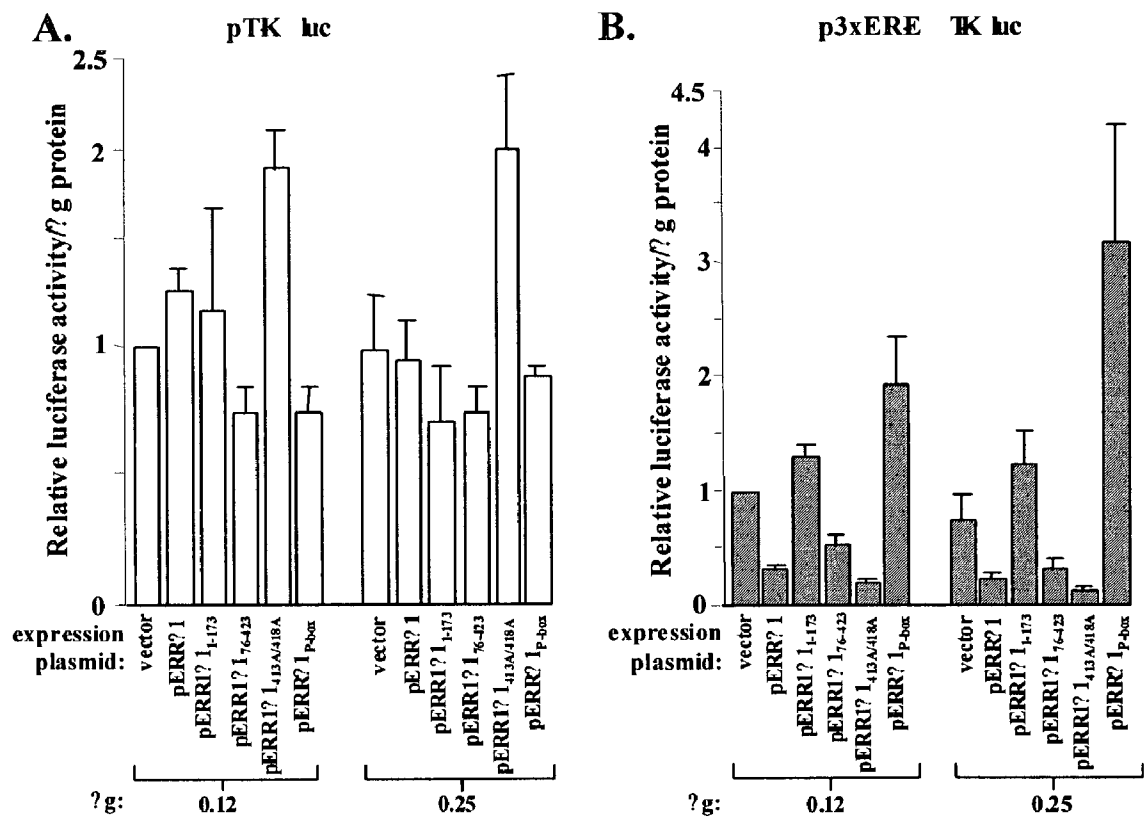 A.
pTK luc
Relative luciferase activity/?g protein
2.5
2
1
0
expression plasmid:
vector
pERR?1
pERR1?1 1-173
pERR1?1 76-423
pERR1?1 413A/418A
pERR?1 P-box
vector
pERR?1
pERR1?1 1-173
pERR1?1 76-423
pERR1?1 413A/418A
pERR?1 P-box
?g:
0.12
0.25
B.
p3xERE TK luc
Relative luciferase activity/?g protein
4.5
4
3
2
1
0
expression plasmid:
vector
pERR?1
pERR1?1 1-173
pERR1?1 76-423
pERR1?1 413A/418A
pERR?1 P-box
vector
pERR?1
pERR1?1 1-173
pERR1?1 76-423
pERR1?1 413A/418A
pERR?1 P-box
?g:
0.12
0.25